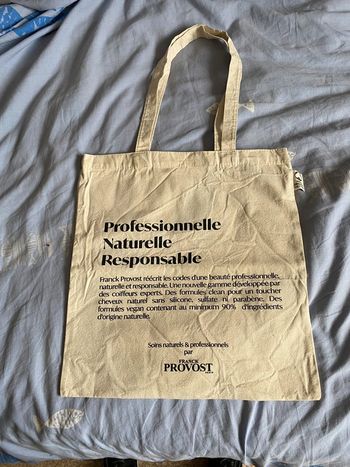 Professionnelle
Naturelle
Responsable
Franck Provost réécrit les codes d'une beauté professionnelle,
naturelle et responsable. Une nouvelle gamme développée par
des coiffeurs experts. Des formules clean pour un toucher
cheveux naturel sans silicone, sulfate ni parabène. Des
formules vegan contenant au minimum 90% d'ingrédients
d'origine naturelle.
Soins naturels & professionnels
par
FRANCK
PROVOST